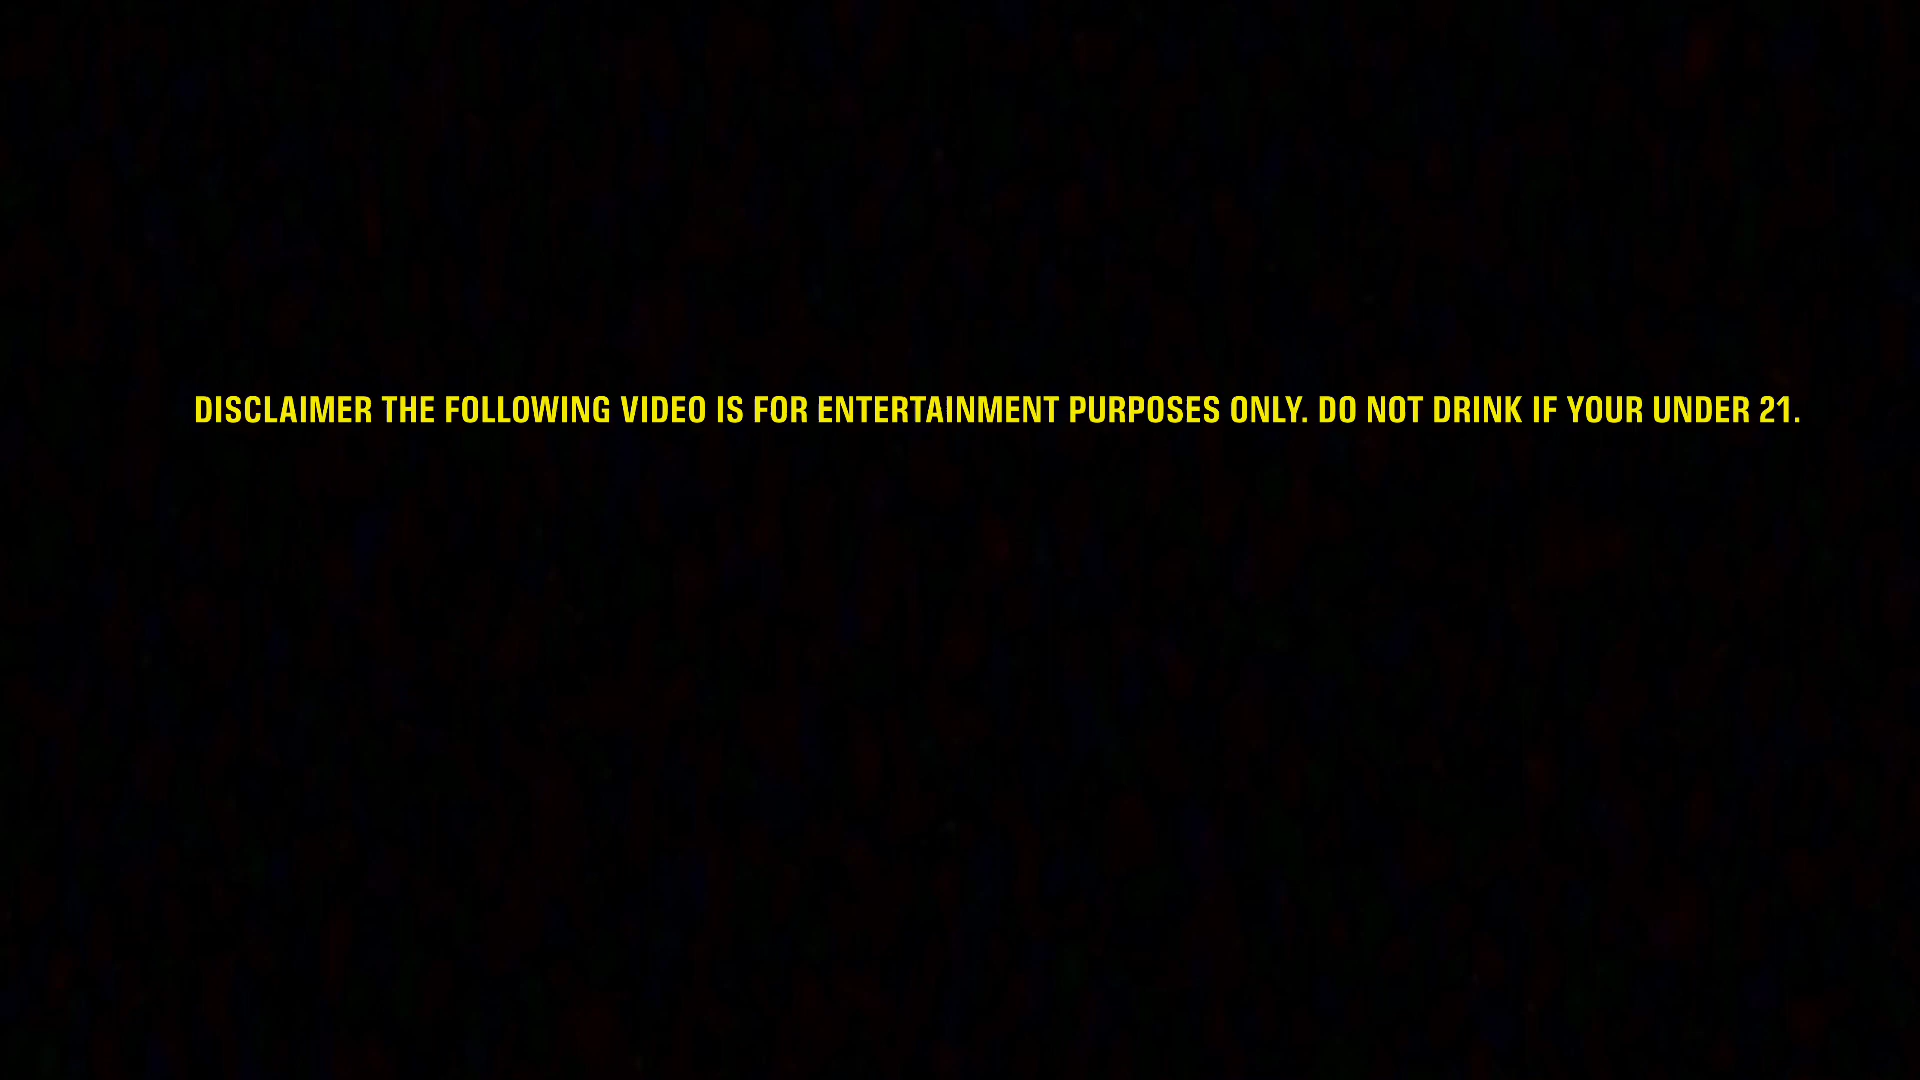 DISCLAIMER THE FOLLOWING VIDEO IS FOR ENTERTAINMENT PURPOSES ONLY. DO NOT DRINK IF YOUR UNDER 21.